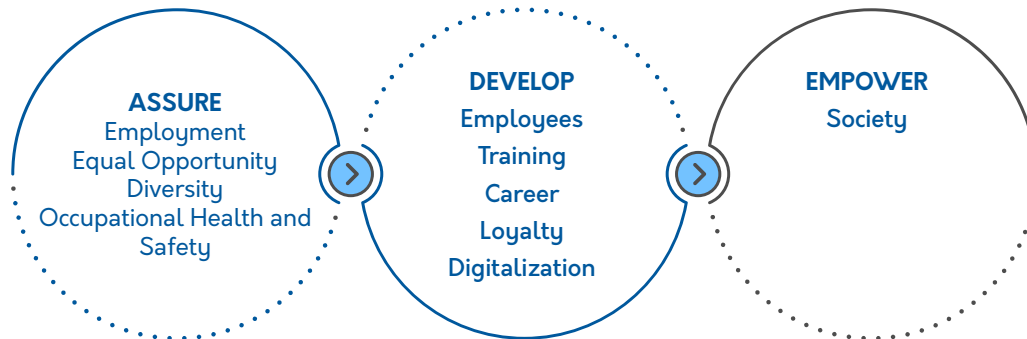 ASSURE
Employment
Equal Opportunity
Diversity
Occupational Health and
Safety
DEVELOP
Employees
Training
Career
Loyalty
Digitalization
EMPOWER
Society